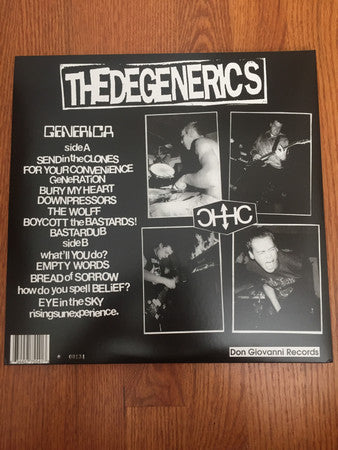 THEDEGENERICS
GENERICA
side A
SEND in the CLONES
FOR YOUR CONVENiENCE
GeNeRATiON
BURY MY HEART
DOWNPRESSORS
THE WOLFF
BOYCOTT the BASTARDS!
BASTARDUB
side B
what'll YOU do?
EMPTY WORDS
BREAD of SORROW
how do you spell BELIEF?
EYE in the SKY
risingsunexperience.
Don Giovanni Records